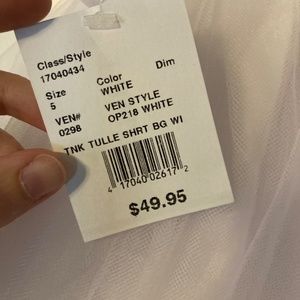 Class/Style
17040434
Size Color Dim
5 WHITE
VEN# VEN STYLE
0298 OP218 WHITE
TNK TULLE SHRT BG WI
4 17040 02617 2
$49.95